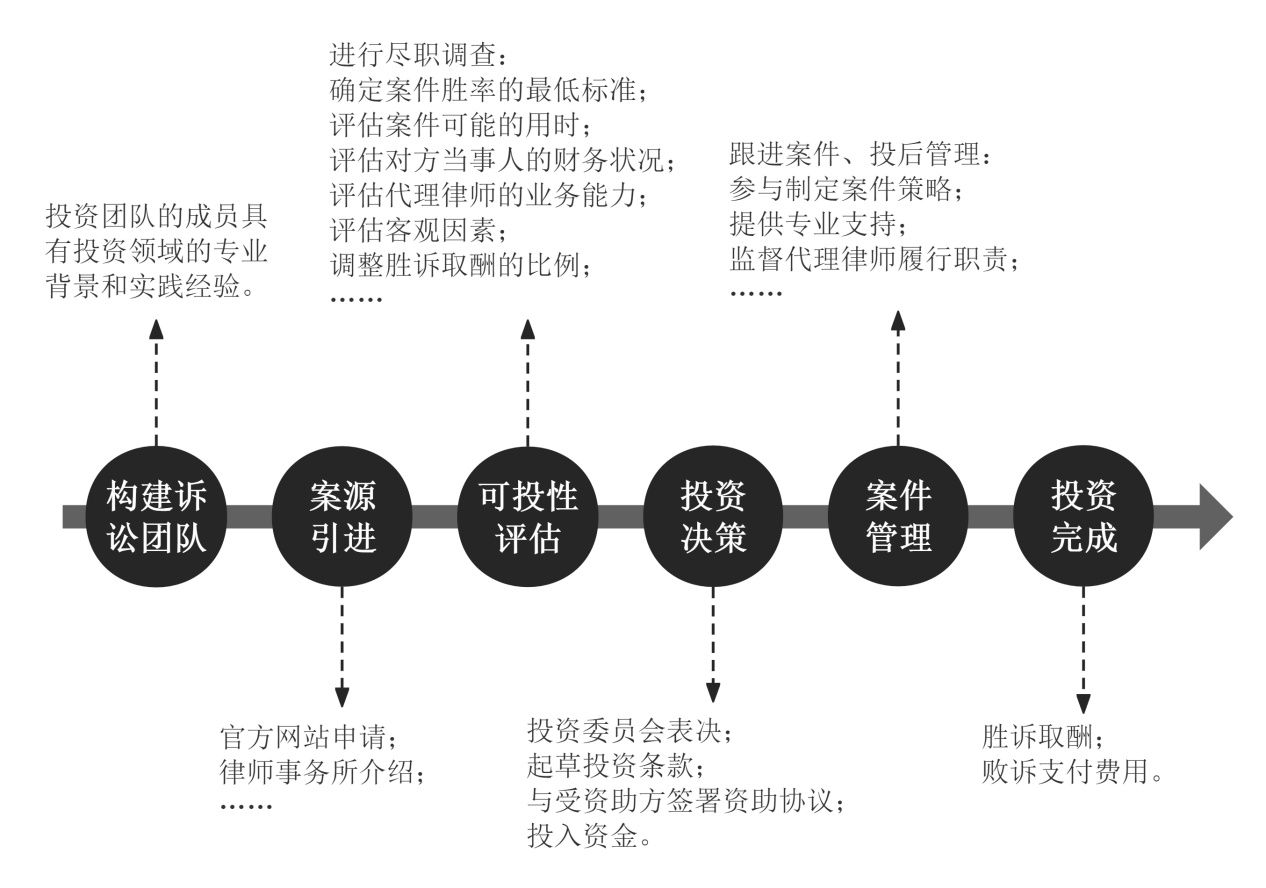 进行尽职调查：
确定案件胜率的最低标准；
评估案件可能的用时；
评估对方当事人的财务状况；
评估代理律师的业务能力；
评估客观因素；
调整胜诉取酬的比例；
……
跟进案件、投后管理：
参与制定案件策略；
提供专业支持；
监督代理律师履行职责；
……
投资团队的成员具
有投资领域的专业
背景和实践经验。
构建诉
讼团队
案源
引进
可投性
评估
投资
决策
案件
管理
投资
完成
官方网站申请；
律师事务所介绍；
……
投资委员会表决；
起草投资条款；
与受资助方签署资助协议；
投入资金。
胜诉取酬；
败诉支付费用。